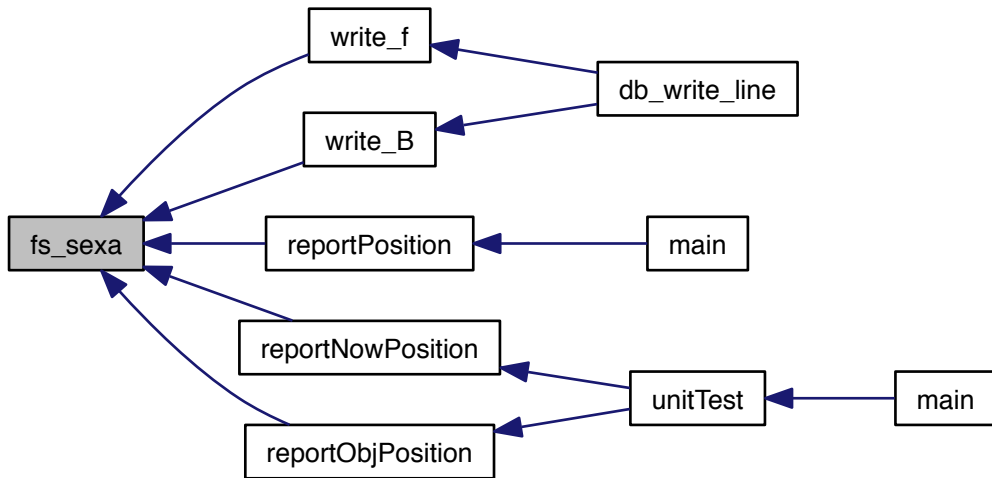 write_f
db_write_line
write_B
fs_sexa
reportPosition
main
reportNowPosition
unitTest
main
reportObjPosition